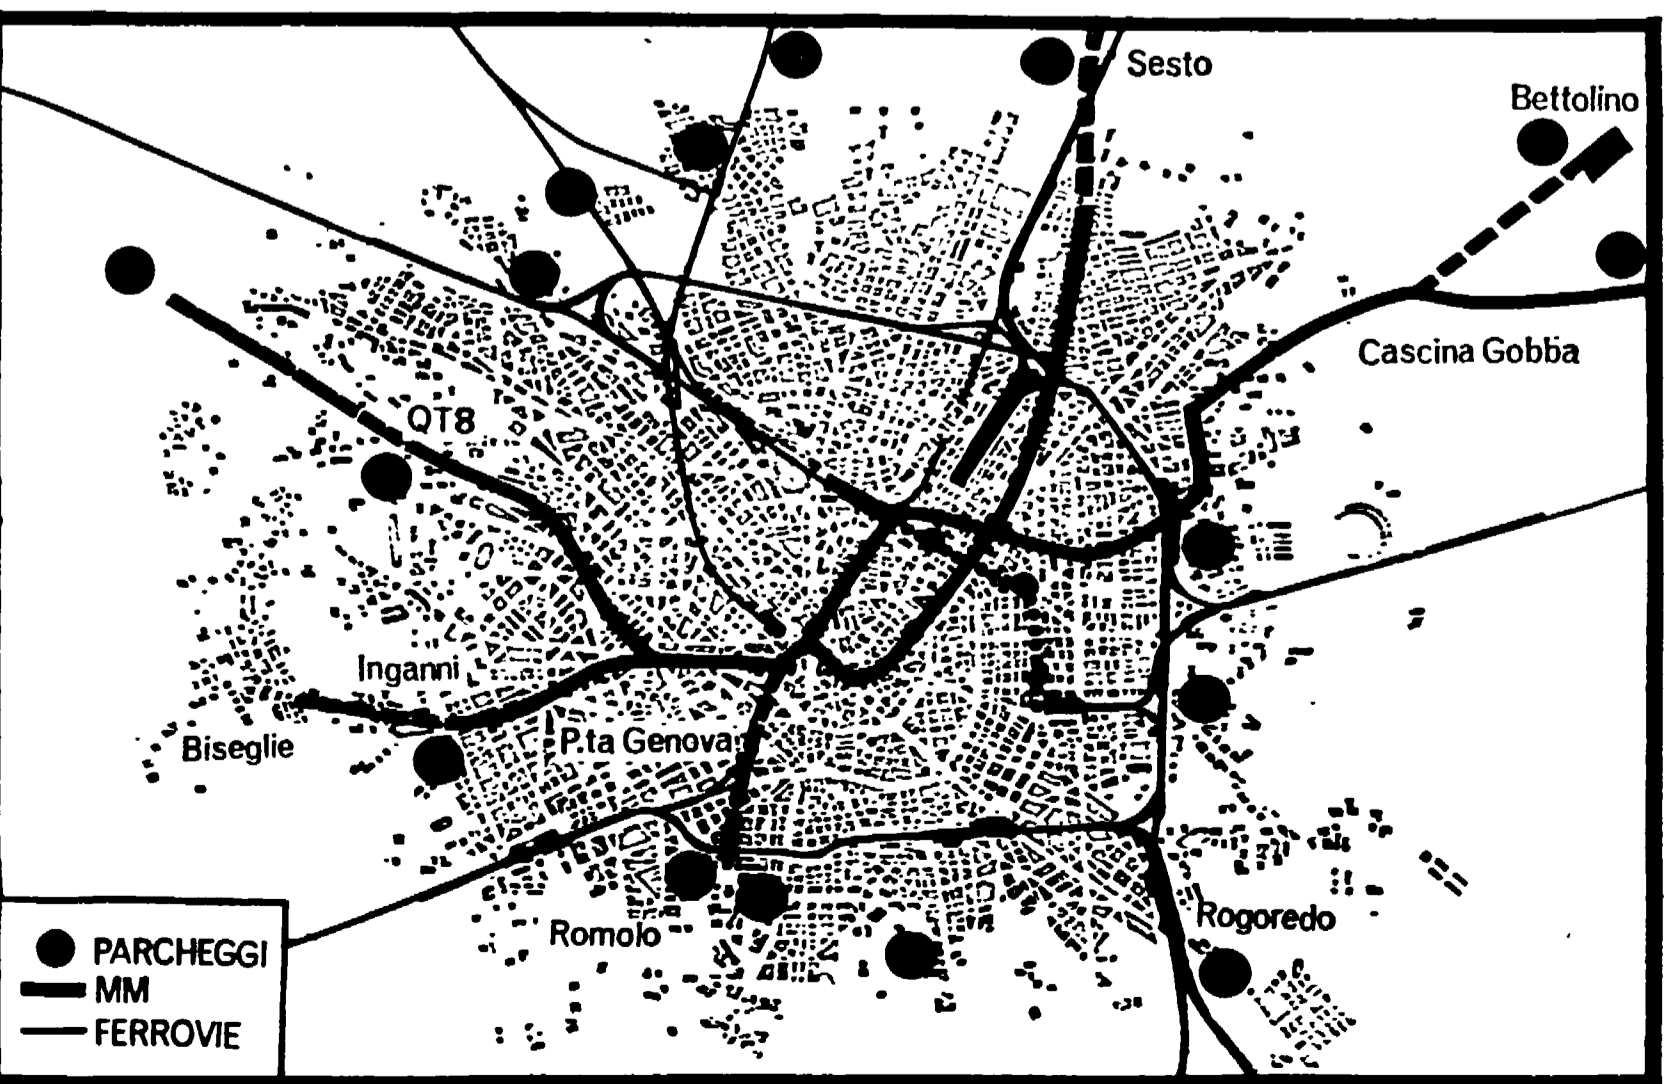 Sesto
Bettolino
Cascina Gobba
QT8
Inganni
Biseglie
P.ta Genova
Romolo
Rogoredo
PARCHEGGI
MM
FERROVIE